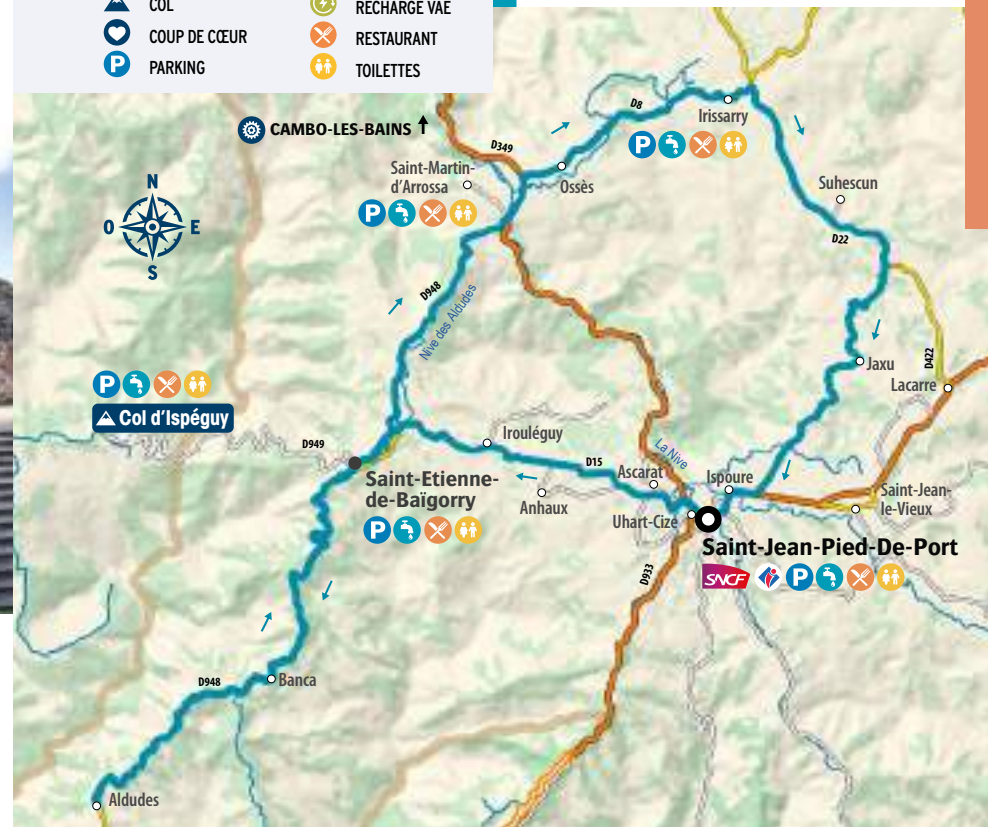 COL
COUP DE CŒUR
P PARKING
RECHARGE VAE
RESTAURANT
TOILETTES
CAMBO-LES-BAINS
D349
D8
Irissarry
P
Saint-Martin-
d'Arrossa
P
Ossès
Suhescun
D22
N
O E
S
D948
Nive des Aldudes
Jaxu
D422
Lacarre
P
Col d'Ispéguy
D949
Irouléguy
D15
La Nive
Ascarat
Ispoure
Saint-Etienne-
de-Baïgorry
P
Anhaux
Uhart-Cize
Saint-Jean-
le-Vieux
Saint-Jean-Pied-De-Port
SNCF P
D933
Banca
D948
Aldudes